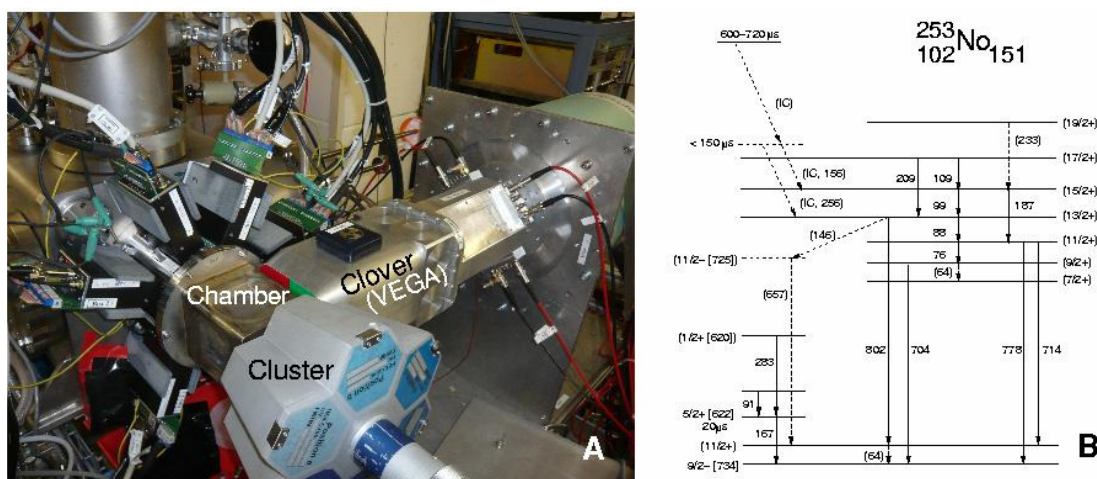 Chamber
Clover
(VEGA)
Cluster
A
253
102No151
600–720 µs
(IC)
(19/2+)
< 150 µs
(233)
(17/2+)
(IC, 156)
209
109
(15/2+)
(IC, 256)
99
187
(13/2+)
(146)
88
(11/2+)
(11/2− [725])
76
(9/2+)
(64)
(7/2+)
(657)
(1/2+ [620])
802
704
778
714
283
91
5/2+ [622]
20µs
167
(11/2+)
(64)
9/2− [734]
B